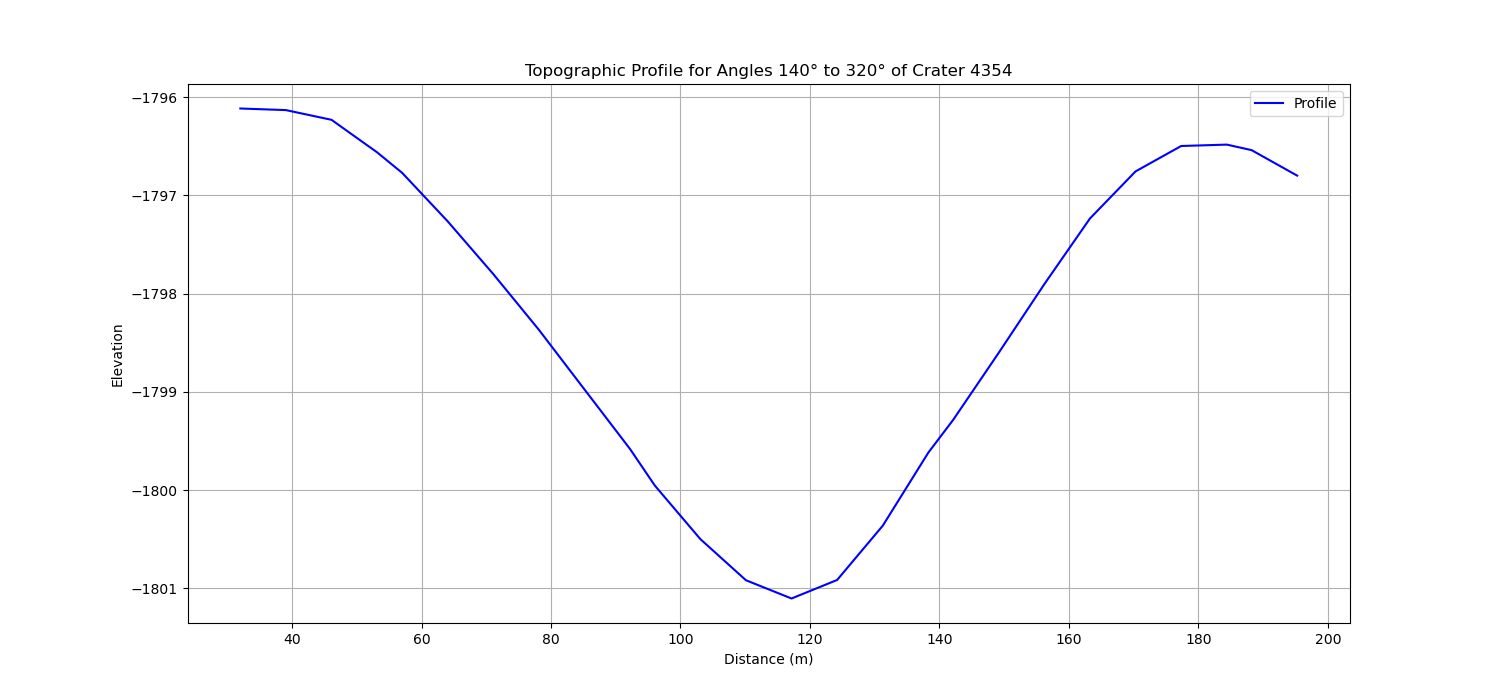 Topographic Profile for Angles 140° to 320° of Crater 4354
Profile
−1796
−1797
−1798
−1799
−1800
−1801
Elevation
40 60 80 100 120 140 160 180 200
Distance (m)